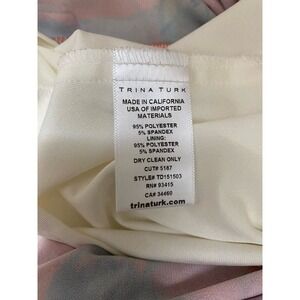 TRINA TURK
MADE IN CALIFORNIA
USA OF IMPORTED
MATERIALS
95% POLYESTER
5% SPANDEX
LINING:
95% POLYESTER
5% SPANDEX
DRY CLEAN ONLY
CUT# 5187
STYLE# TD151503
RN# 93415
CA# 34460
trinaturk.com